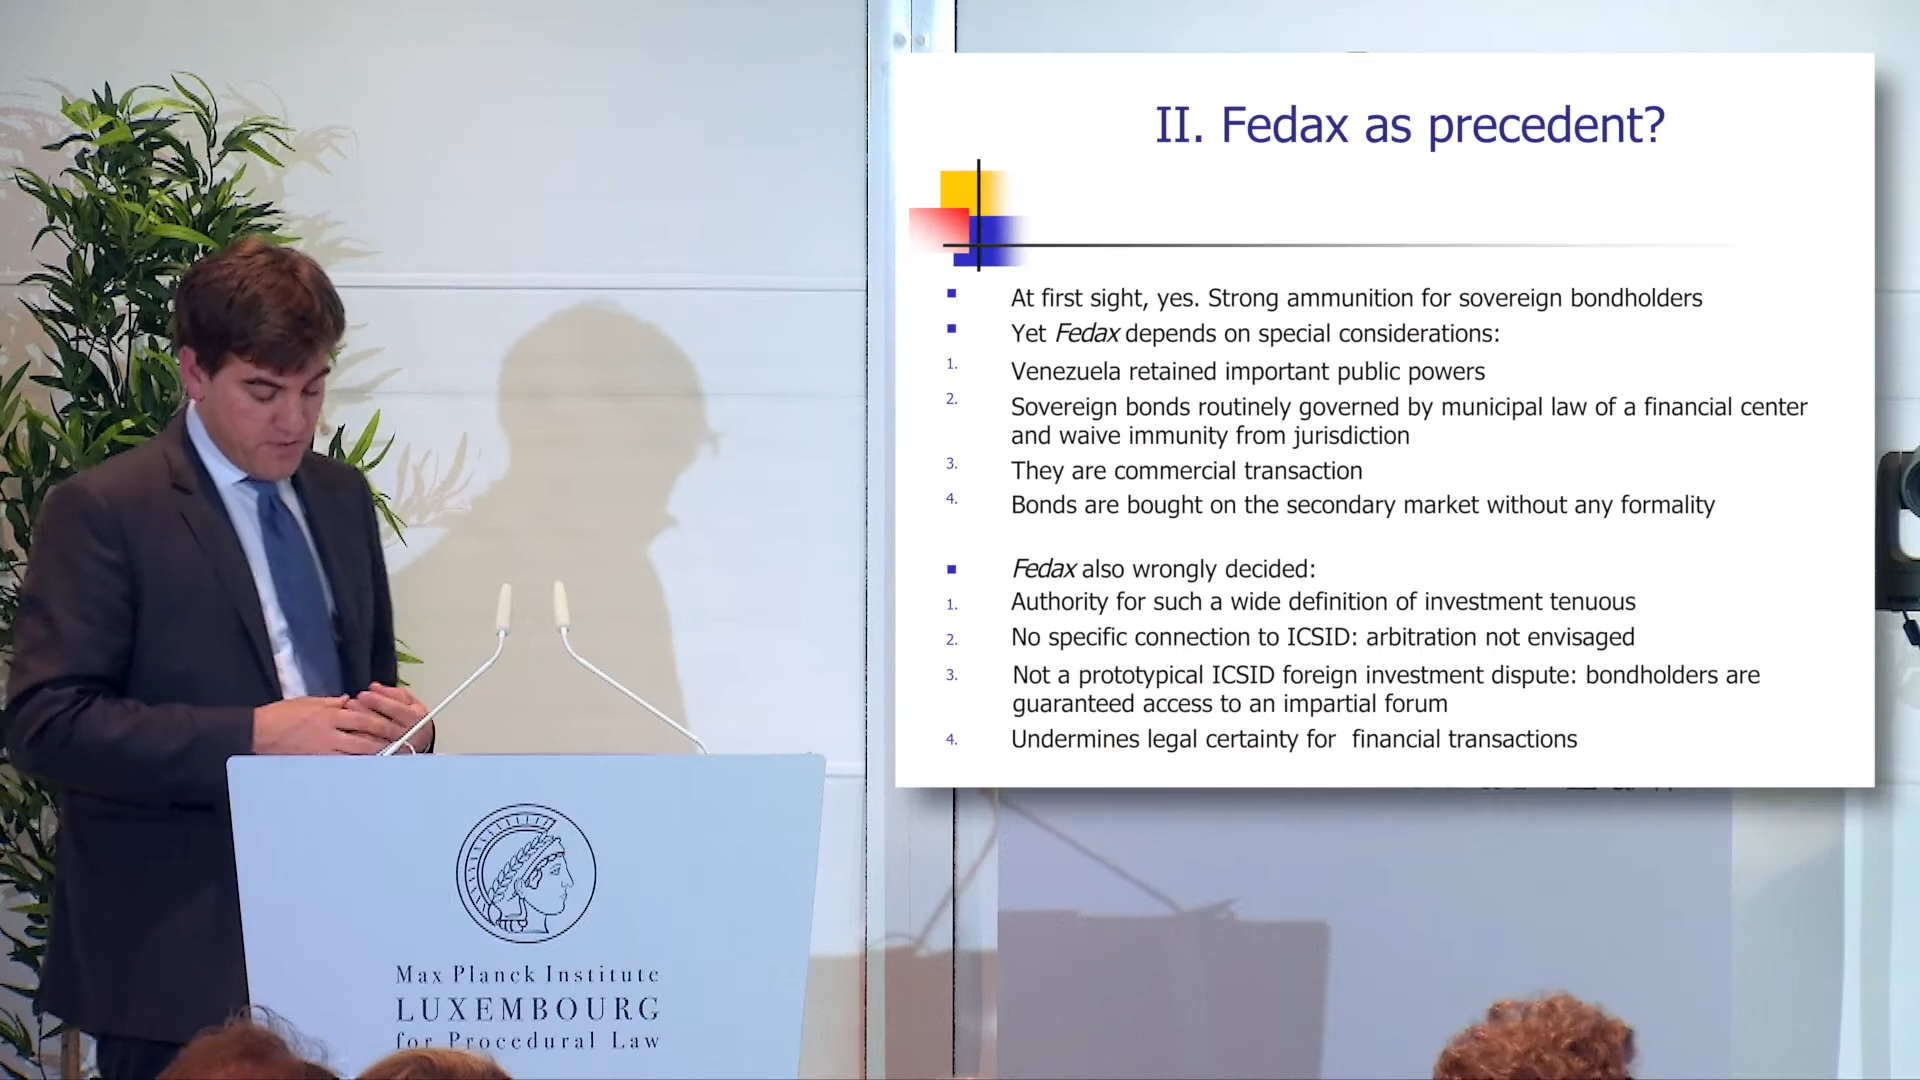 II. Fedax as precedent?
At first sight, yes. Strong ammunition for sovereign bondholders
Yet Fedax depends on special considerations:
1. Venezuela retained important public powers
2. Sovereign bonds routinely governed by municipal law of a financial center
and waive immunity from jurisdiction
3. They are commercial transaction
4. Bonds are bought on the secondary market without any formality
Fedax also wrongly decided:
1. Authority for such a wide definition of investment tenuous
2. No specific connection to ICSID: arbitration not envisaged
3. Not a prototypical ICSID foreign investment dispute: bondholders are
guaranteed access to an impartial forum
4. Undermines legal certainty for financial transactions
Max Planck Institute
LUXEMBOURG
for Procedural Law